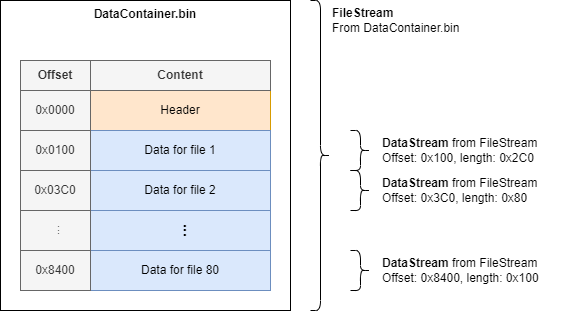 DataContainer.bin
FileStream
From DataContainer.bin
Offset Content
0x0000 Header
0x0100 Data for file 1
DataStream from FileStream
Offset: 0x100, length: 0x2C0
0x03C0 Data for file 2
DataStream from FileStream
Offset: 0x3C0, length: 0x80
⋮ ⋮
0x8400 Data for file 80
DataStream from FileStream
Offset: 0x8400, length: 0x100